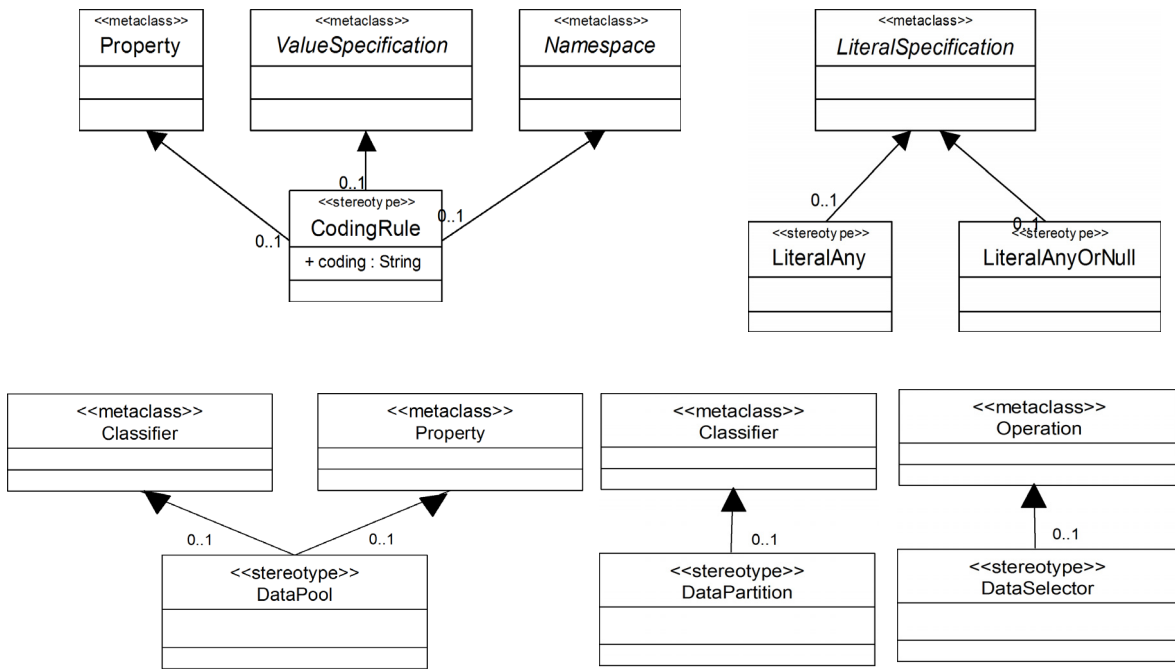 <<metaclass>>
Property
<<metaclass>>
ValueSpecification
<<metaclass>>
Namespace
<<metaclass>>
LiteralSpecification
0..1
0..1
0..1
<<stereotype>>
CodingRule
+ coding : String
0..1
0..1
<<stereotype>>
LiteralAny
<<stereotype>>
LiteralAnyOrNull
<<metaclass>>
Classifier
<<metaclass>>
Property
<<metaclass>>
Classifier
<<metaclass>>
Operation
0..1
0..1
0..1
0..1
<<stereotype>>
DataPool
<<stereotype>>
DataPartition
<<stereotype>>
DataSelector